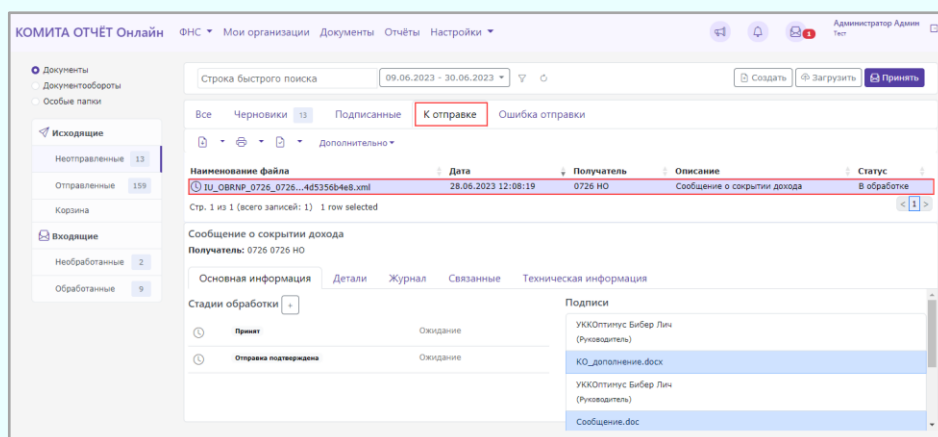 КОМИТА ОТЧЁТ Онлайн ФНС Мои организации Документы Отчёты Настройки 1 Администратор Админ
Тест
Документы
Документообороты
Особые папки
Строка быстрого поиска 09.06.2023 - 30.06.2023 Создать Загрузить Принять
Исходящие
Неотправленные 13
Отправленные 159
Корзина
Входящие
Необработанные 2
Обработанные 9
Все Черновики 13 Подписанные К отправке Ошибка отправки
Дополнительно
Наименование файла Дата Получатель Описание Статус
IU_OBRNP_0726_0726...4d5356b4e8.xml 28.06.2023 12:08:19 0726 НО Сообщение о сокрытии дохода В обработке
Стр. 1 из 1 (всего записей: 1) 1 row selected < 1 >
Сообщение о сокрытии дохода
Получатель: 0726 0726 НО
Основная информация Детали Журнал Связанные Техническая информация
Стадии обработки +
Принят Ожидание
Отправка подтверждена Ожидание
Подписи
УККОптимус Бибер Лич
(Руководитель)
КО_дополнение.docx
УККОптимус Бибер Лич
(Руководитель)
Сообщение.doc